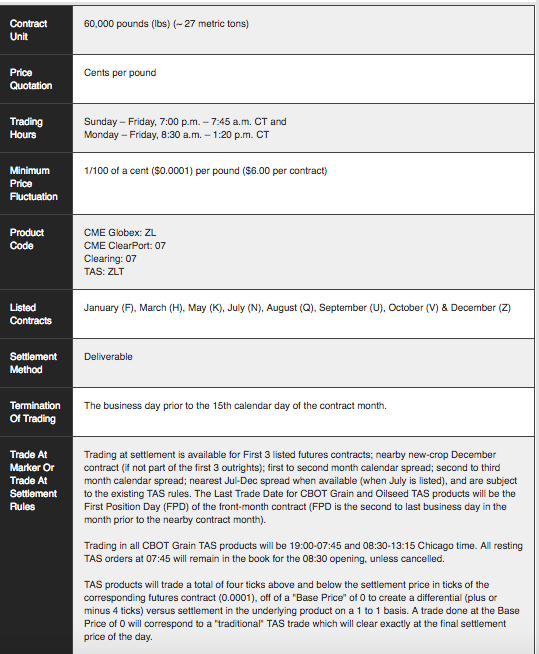 Contract
Unit
60,000 pounds (lbs) (~ 27 metric tons)
Price
Quotation
Cents per pound
Trading
Hours
Sunday – Friday, 7:00 p.m. – 7:45 a.m. CT and
Monday – Friday, 8:30 a.m. – 1:20 p.m. CT
Minimum
Price
Fluctuation
1/100 of a cent ($0.0001) per pound ($6.00 per contract)
Product
Code
CME Globex: ZL
CME ClearPort: 07
Clearing: 07
TAS: ZLT
Listed
Contracts
January (F), March (H), May (K), July (N), August (Q), September (U), October (V) & December (Z)
Settlement
Method
Deliverable
Termination
Of Trading
The business day prior to the 15th calendar day of the contract month.
Trade At
Marker Or
Trade At
Settlement
Rules
Trading at settlement is available for First 3 listed futures contracts; nearby new-crop December
contract (if not part of the first 3 outrights); first to second month calendar spread; second to third
month calendar spread; nearest Jul-Dec spread when available (when July is listed), and are subject
to the existing TAS rules. The Last Trade Date for CBOT Grain and Oilseed TAS products will be the
First Position Day (FPD) of the front-month contract (FPD is the second to last business day in the
month prior to the nearby contract month).
Trading in all CBOT Grain TAS products will be 19:00-07:45 and 08:30-13:15 Chicago time. All resting
TAS orders at 07:45 will remain in the book for the 08:30 opening, unless cancelled.
TAS products will trade a total of four ticks above and below the settlement price in ticks of the
corresponding futures contract (0.0001), off of a "Base Price" of 0 to create a differential (plus or
minus 4 ticks) versus settlement in the underlying product on a 1 to 1 basis. A trade done at the Base
Price of 0 will correspond to a "traditional" TAS trade which will clear exactly at the final settlement
price of the day.